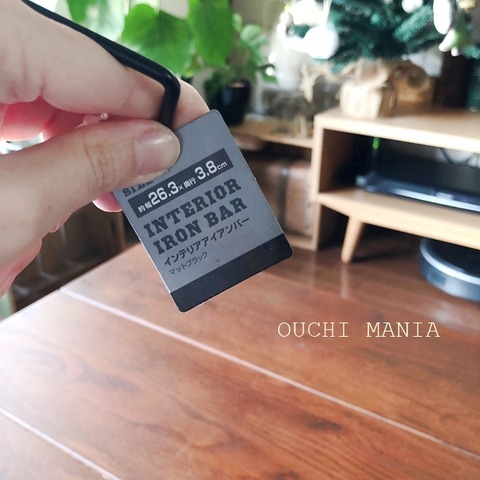 SIZE
約幅26.3×奥行3.8cm
INTERIOR
IRON BAR
インテリアアイアンバー
マットブラック
OUCHI MANIA